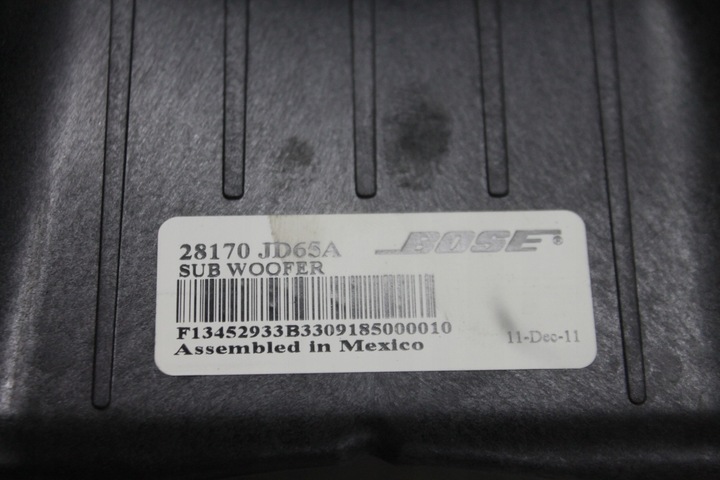 28170 JD65A BOSE®
SUB WOOFER
F13452933B3309185000010
Assembled in Mexico
11-Dec-11